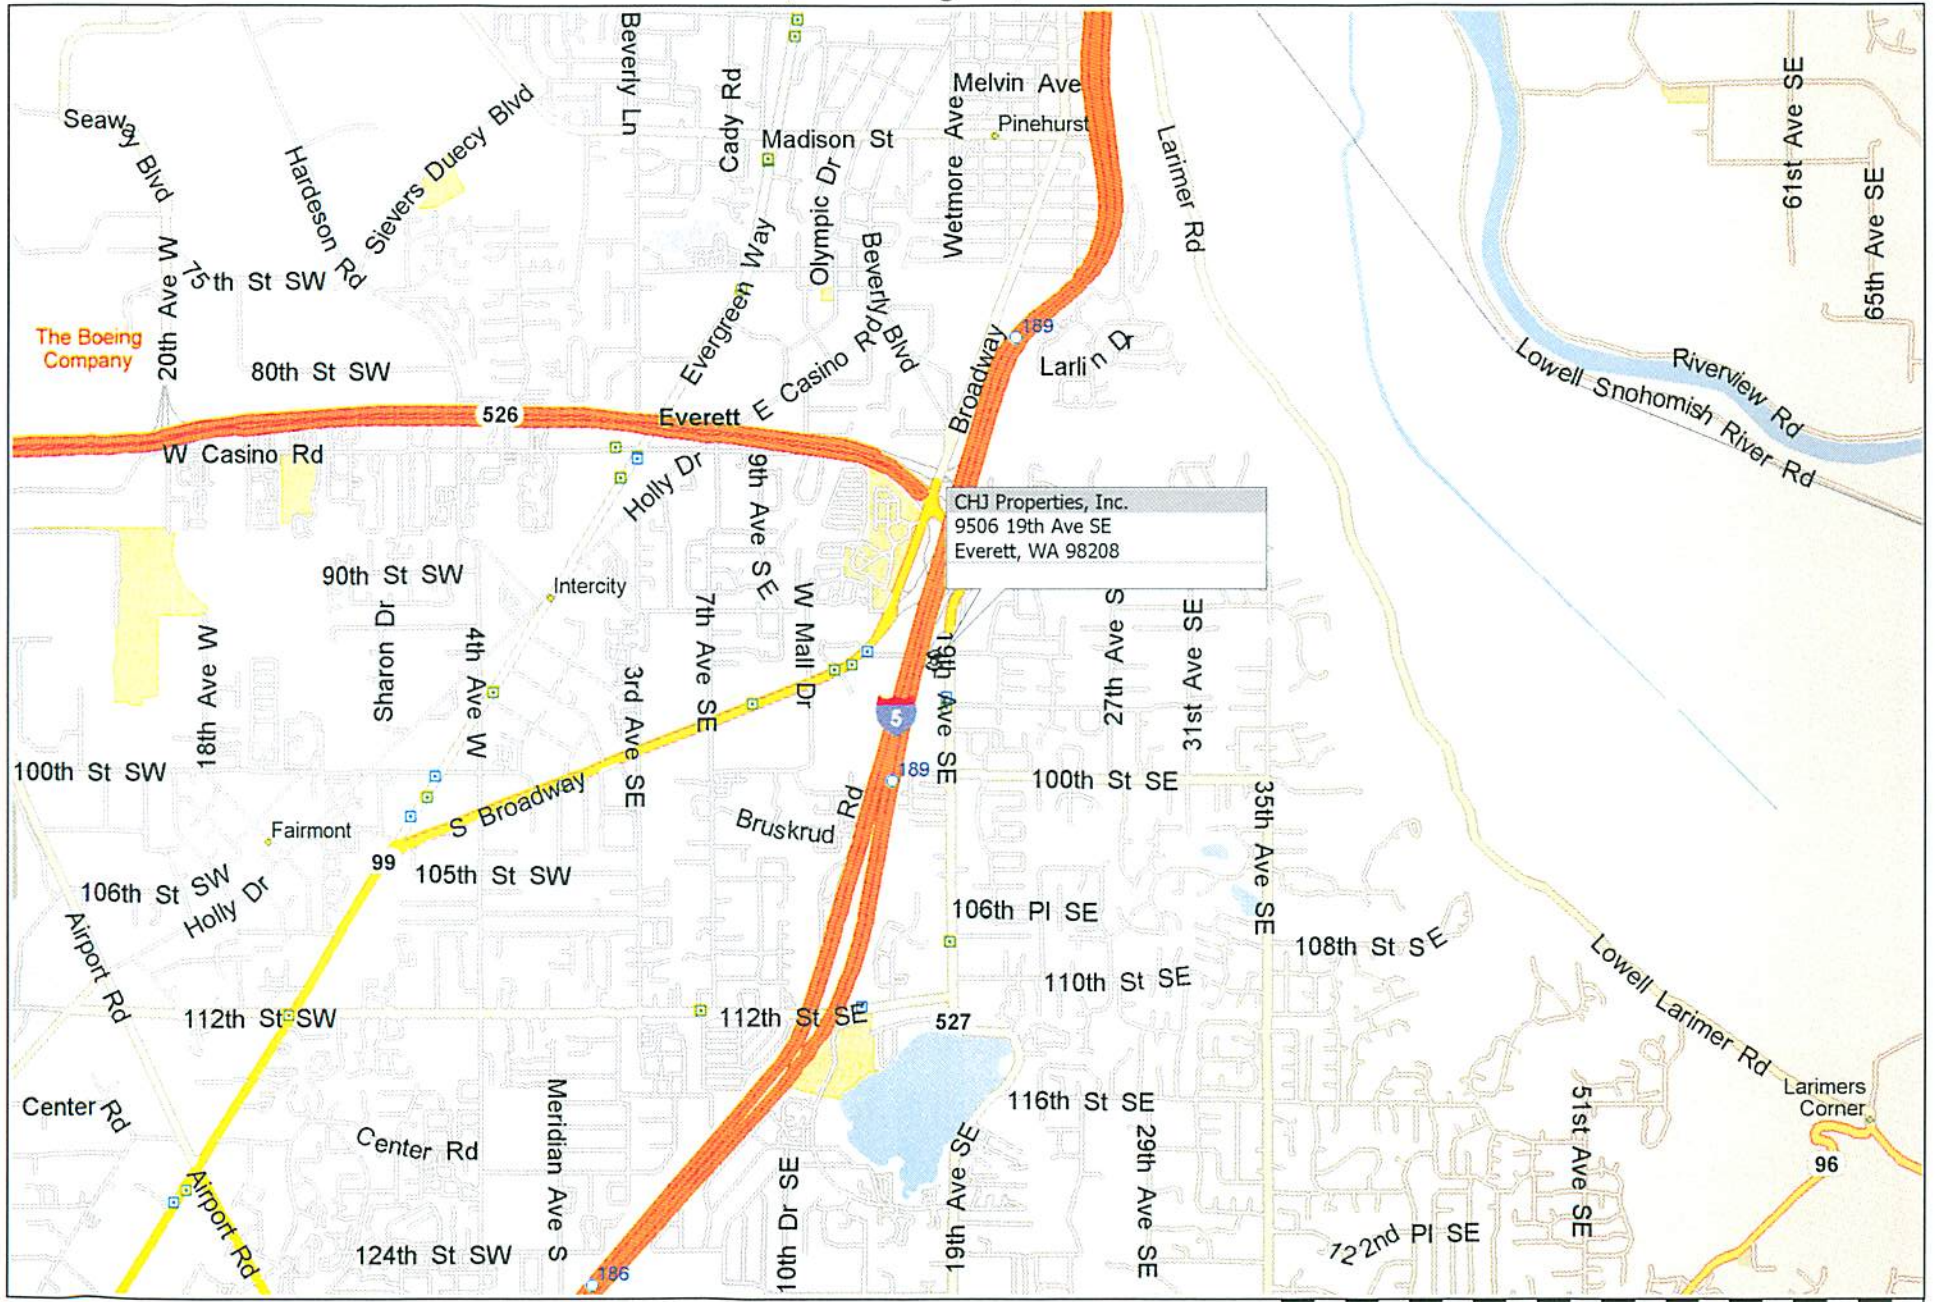 Beverly Ln
Cady Rd
Melvin Ave
Wetmore Ave
Pinehurst
Madison St
Seaway Blvd
Hardeson Rd
Sievers Duecy Blvd
Olympic Dr
Larimer Rd
61st Ave SE
65th Ave SE
20th Ave W
75th St SW
Evergreen Way
Beverly Blvd
The Boeing
Company
80th St SW
189
Larlin Dr
Broadway
E Casino Rd
Riverview Rd
Lowell Snohomish River Rd
526
Everett
W Casino Rd
Holly Dr
9th Ave SE
CHJ Properties, Inc.
9506 19th Ave SE
Everett, WA 98208
90th St SW
Intercity
Sharon Dr
18th Ave W
4th Ave W
3rd Ave SE
7th Ave SE
W Mall Dr
19th Ave SE
27th Ave S
31st Ave SE
5
189
100th St SW
100th St SE
S Broadway
Bruskrud Rd
35th Ave SE
Fairmont
99
105th St SW
106th St SW
Holly Dr
106th Pl SE
108th St SE
Airport Rd
110th St SE
Lowell Larimer Rd
112th St SW
112th St SE
527
Center Rd
Meridian Ave S
116th St SE
Larimers
Corner
Center Rd
29th Ave SE
51st Ave SE
96
Airport Rd
10th Dr SE
19th Ave SE
124th St SW
122nd Pl SE
186